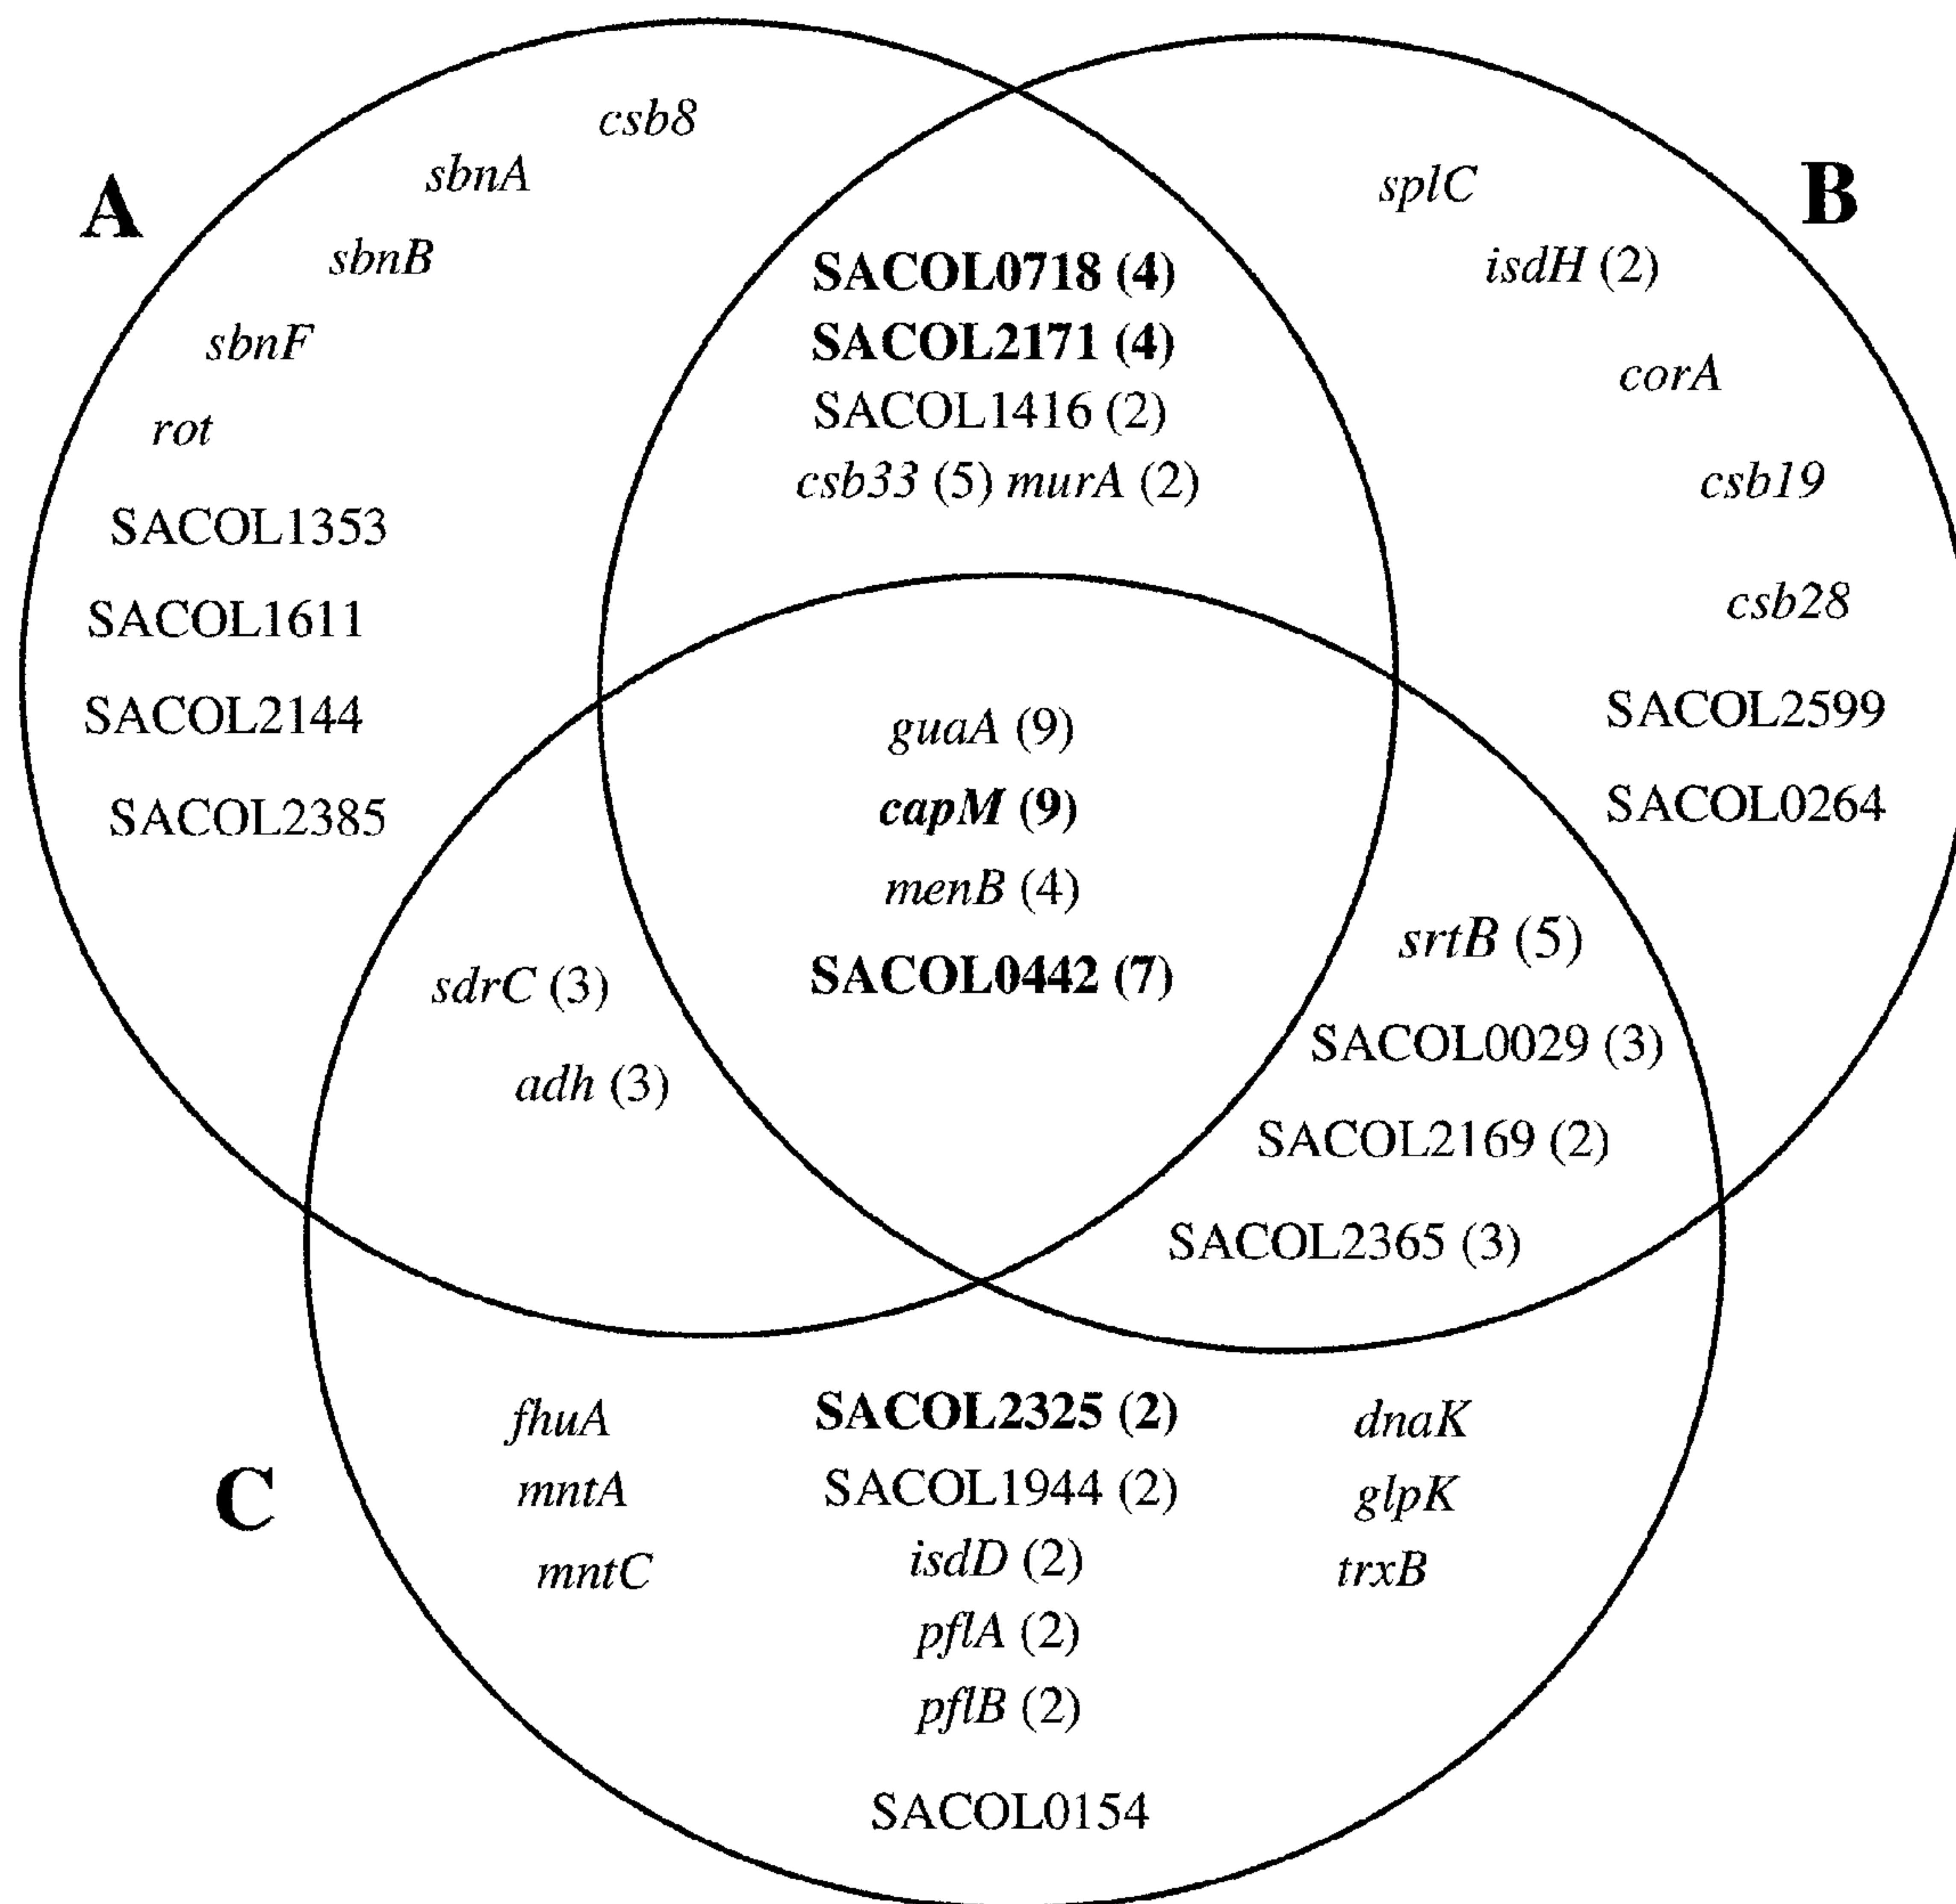 A
csb8
sbnA
sbnB
sbnF
rot
SACOL1353
SACOL1611
SACOL2144
SACOL2385
SACOL0718 (4)
SACOL2171 (4)
SACOL1416 (2)
csb33 (5) murA (2)
B
splC
isdH (2)
corA
csb19
csb28
SACOL2599
SACOL0264
guaA (9)
capM (9)
menB (4)
SACOL0442 (7)
sdrC (3)
adh (3)
srtB (5)
SACOL0029 (3)
SACOL2169 (2)
SACOL2365 (3)
C
fhuA
mntA
mntC
SACOL2325 (2)
SACOL1944 (2)
isdD (2)
pflA (2)
pflB (2)
SACOL0154
dnaK
glpK
trxB